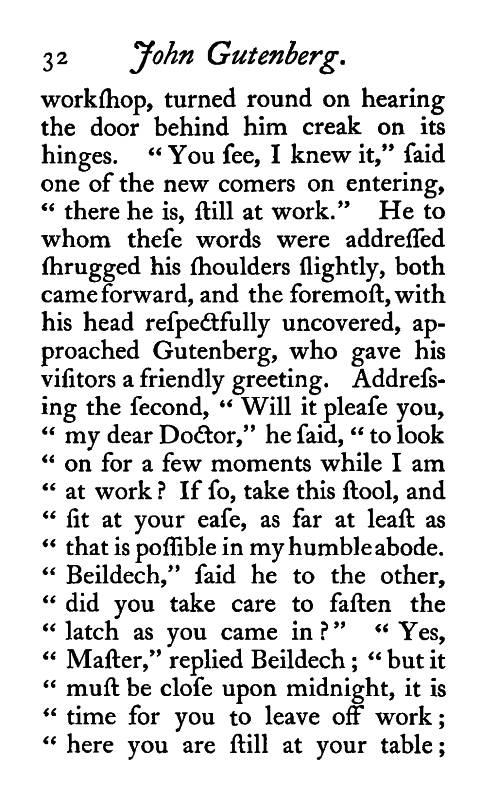 32 John Gutenberg.
workſhop, turned round on hearing
the door behind him creak on its
hinges. “ You ſee, I knew it,” ſaid
one of the new comers on entering,
“ there he is, ſtill at work.” He to
whom theſe words were addreſſed
ſhrugged his ſhoulders ſlightly, both
came forward, and the foremoſt, with
his head reſpectfully uncovered, ap-
proached Gutenberg, who gave his
viſitors a friendly greeting. Addreſs-
ing the ſecond, “ Will it pleaſe you,
“ my dear Doctor,” he ſaid, “ to look
“ on for a few moments while I am
“ at work ? If ſo, take this ſtool, and
“ ſit at your eaſe, as far at leaſt as
“ that is poſſible in my humble abode.
“ Beildech,” ſaid he to the other,
“ did you take care to faſten the
“ latch as you came in ? ” “ Yes,
“ Maſter,” replied Beildech ; “ but it
“ muſt be cloſe upon midnight, it is
“ time for you to leave off work ;
“ here you are ſtill at your table ;